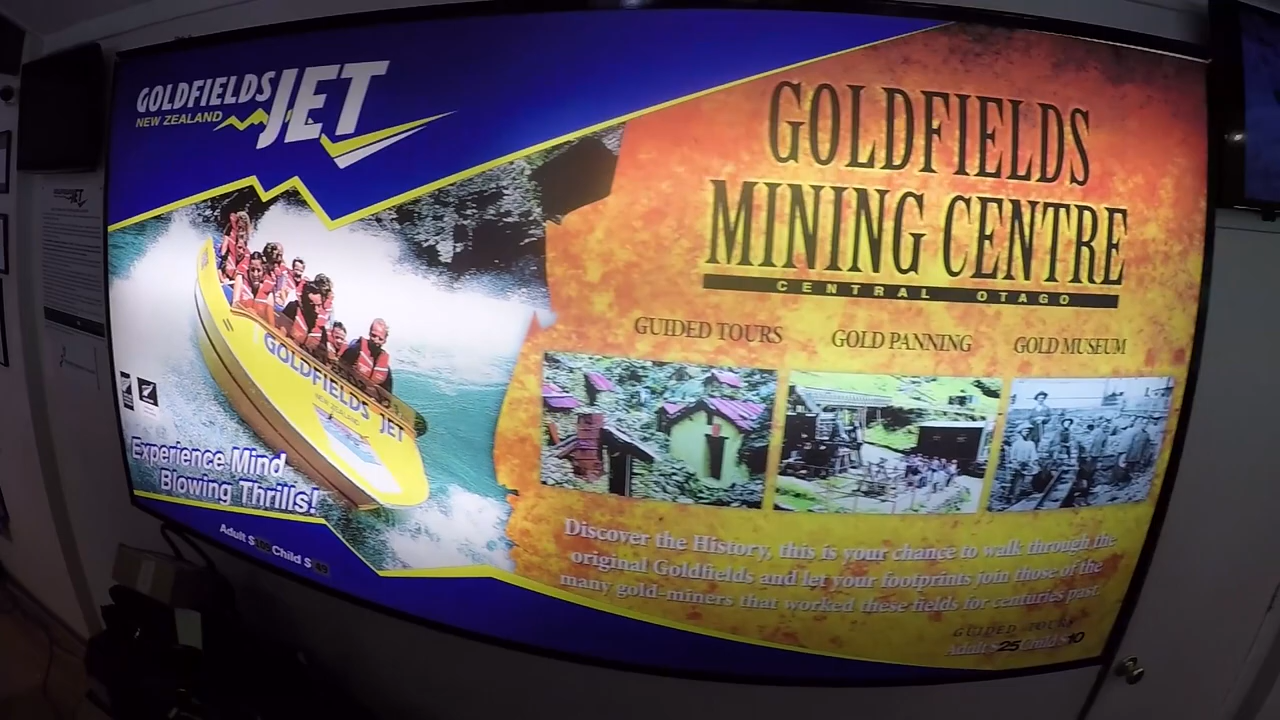 GOLDFIELDS JET
NEW ZEALAND
GOLDFIELDS
NEW ZEALAND
JET
Experience Mind
Blowing Thrills!
Adult $ Child $ 49
GOLDFIELDS
MINING CENTRE
CENTRAL OTAGO
GUIDED TOURS
GOLD PANNING
GOLD MUSEUM
Discover the History, this is your chance to walk through the
original Goldfields and let your footprints join those of the
many gold-miners that worked these fields for centuries past.
GUIDED TOURS
Adult $25 Child $10